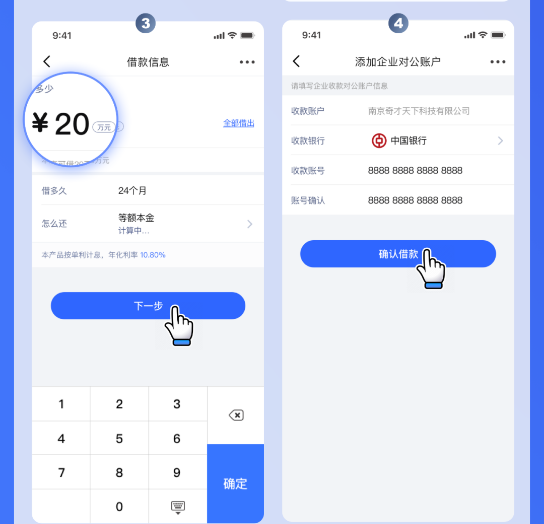 3
9:41
借款信息
多少
¥ 20 万元
全部借出
借多久 24个月
怎么还 等额本金
计算中...
本产品按单利计息，年化利率 10.80%
下一步
1 2 3
4 5 6
7 8 9
0
确定
4
9:41
添加企业对公账户
请填写企业收款对公账户信息
收款账户 南京奇才天下科技有限公司
收款银行 中国银行
收款账号 8888 8888 8888 8888
账号确认 8888 8888 8888 8888
确认借款